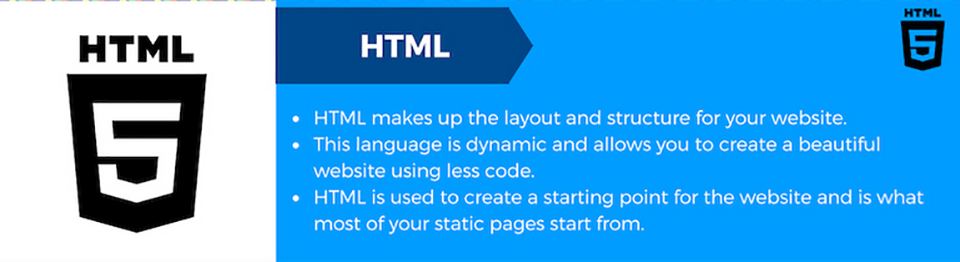 HTML
5
HTML
HTML
5
• HTML makes up the layout and structure for your website.
• This language is dynamic and allows you to create a beautiful
website using less code.
• HTML is used to create a starting point for the website and is what
most of your static pages start from.